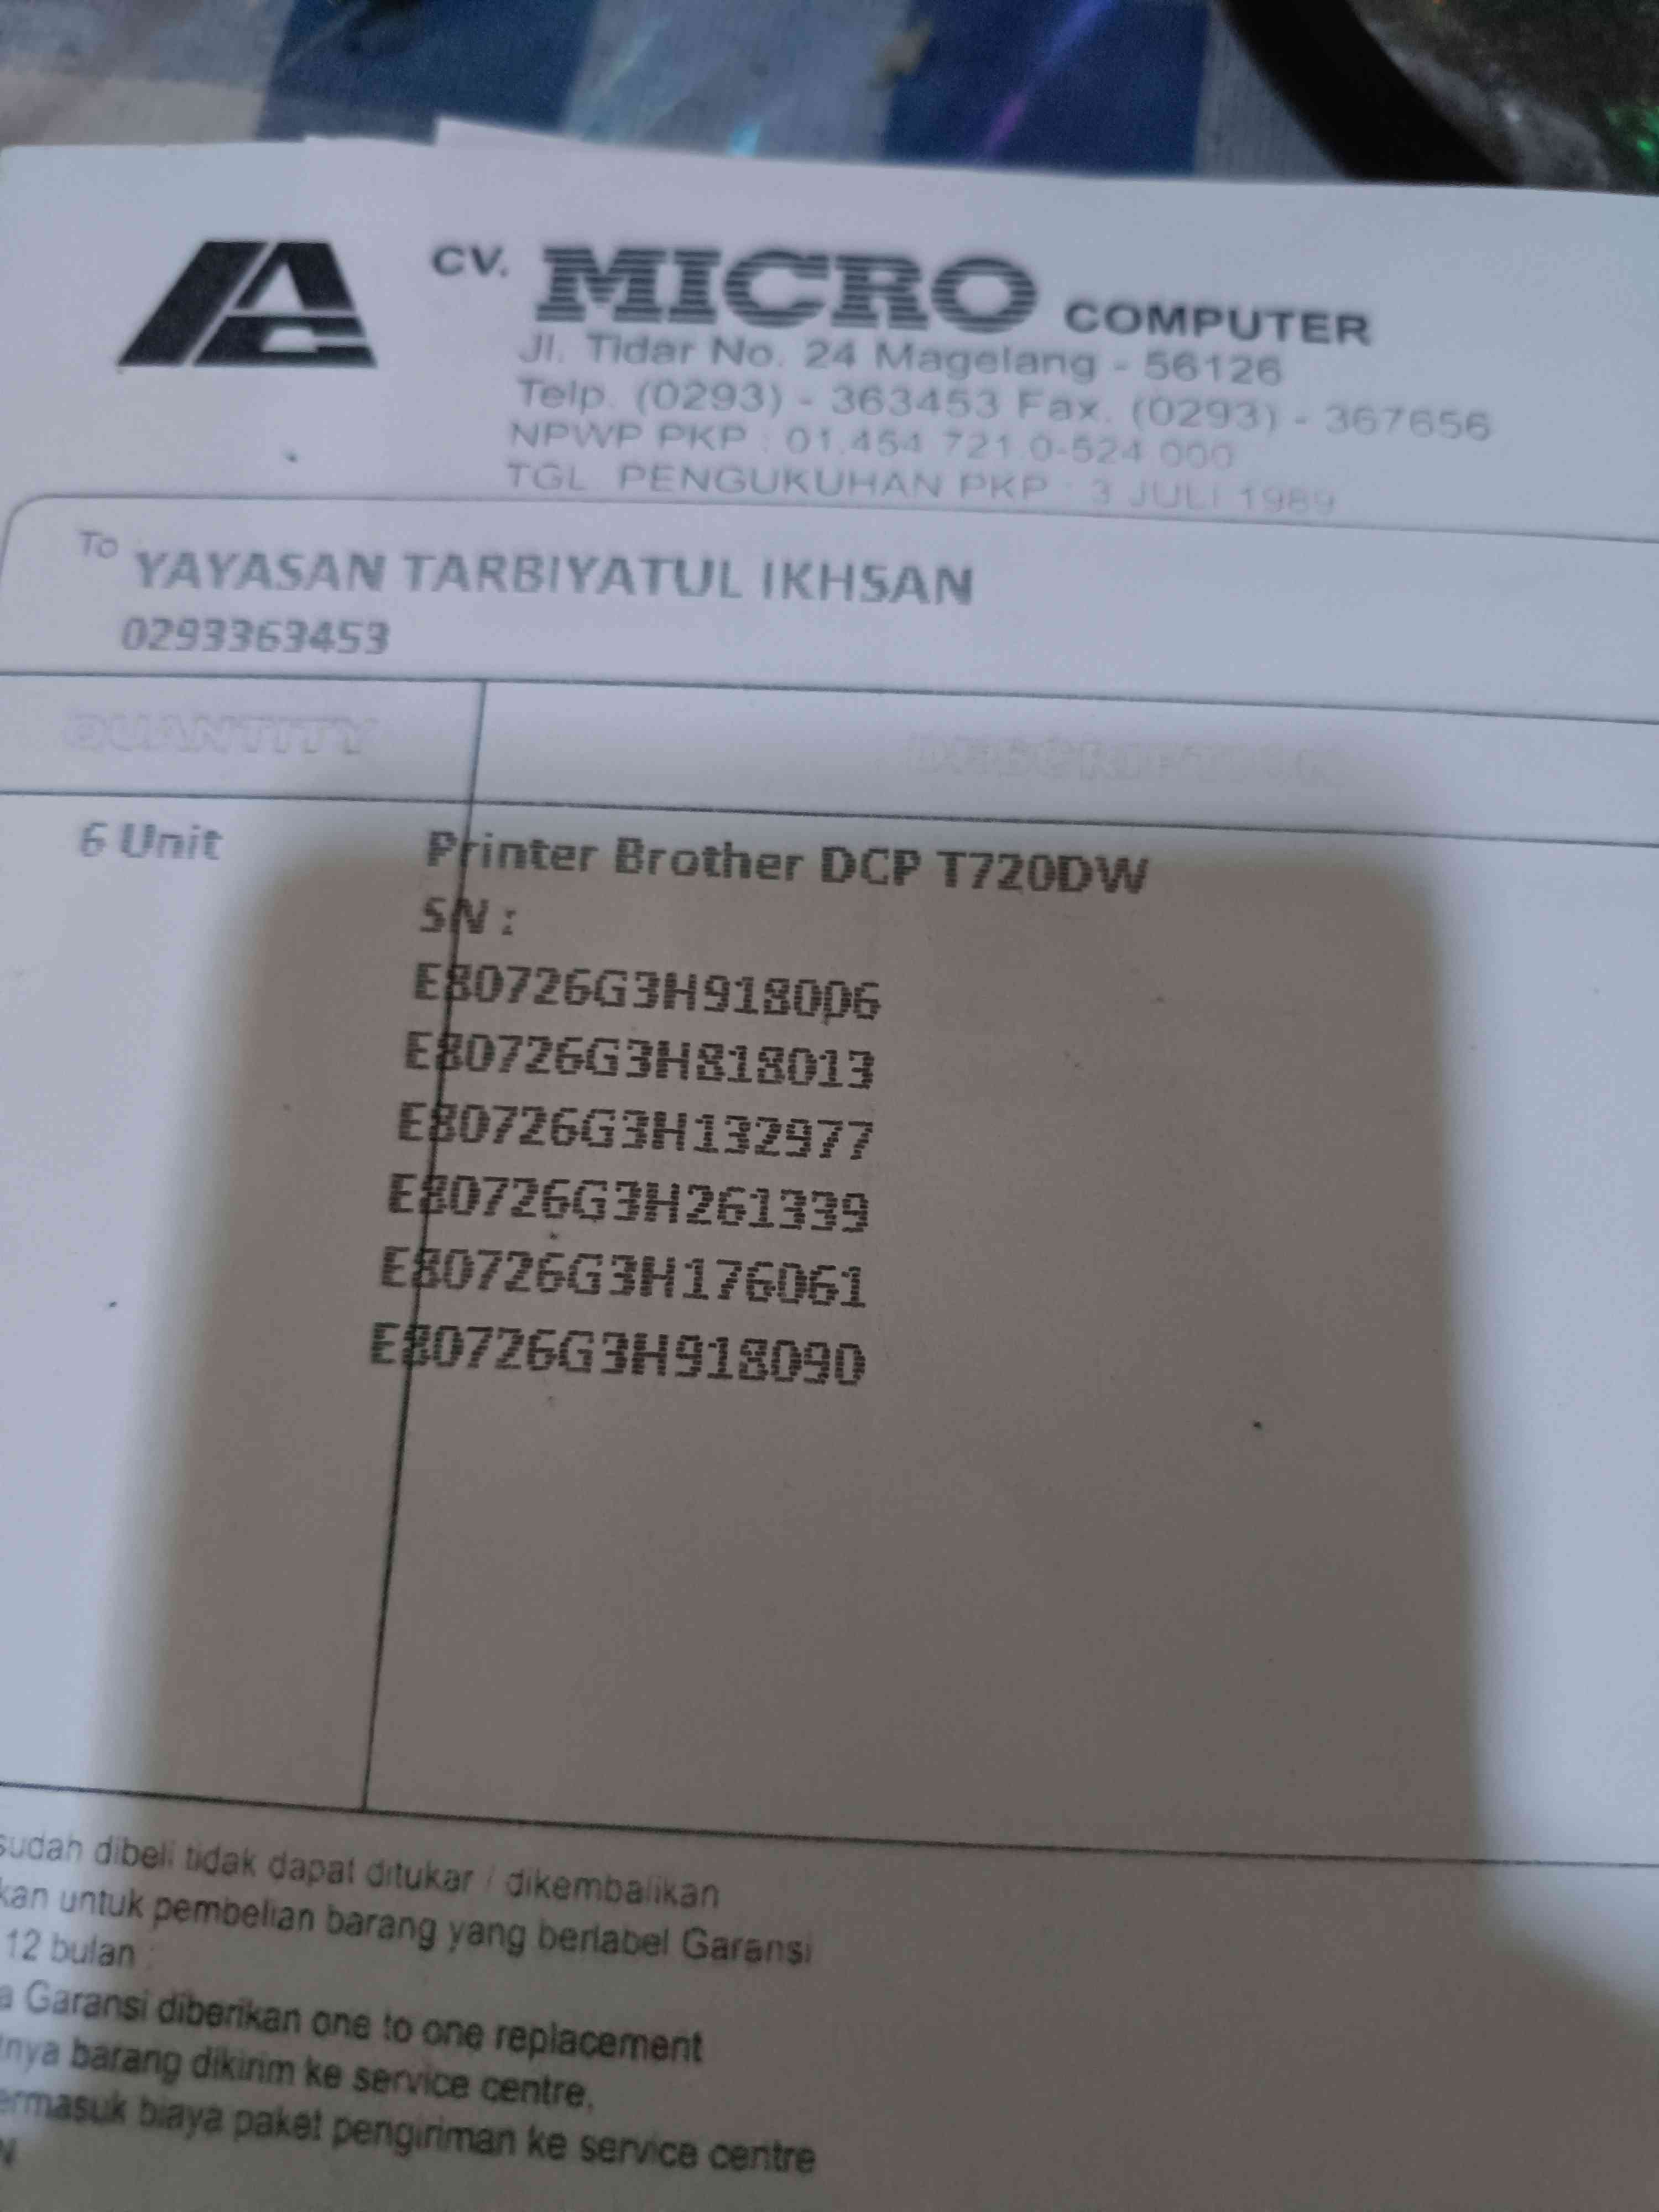 CV. MICRO COMPUTER
Jl. Tidar No. 24 Magelang - 56126
Telp. (0293) - 363453 Fax. (0293) - 367656
NPWP PKP : 01.454.721.0-524.000
TGL. PENGUKUHAN PKP : 3 JULI 1989
To YAYASAN TARBIYATUL IKHSAN
0293363453
QUANTITY DESCRIPTION
6 Unit Printer Brother DCP T720DW
SN :
E80726G3H918006
E80726G3H818013
E80726G3H132977
E80726G3H261339
E80726G3H176061
E80726G3H918090
sudah dibeli tidak dapat ditukar / dikembalikan
kan untuk pembelian barang yang berlabel Garansi
12 bulan :
a Garansi diberikan one to one replacement
tnya barang dikirim ke service centre,
ermasuk biaya paket pengiriman ke service centre
N